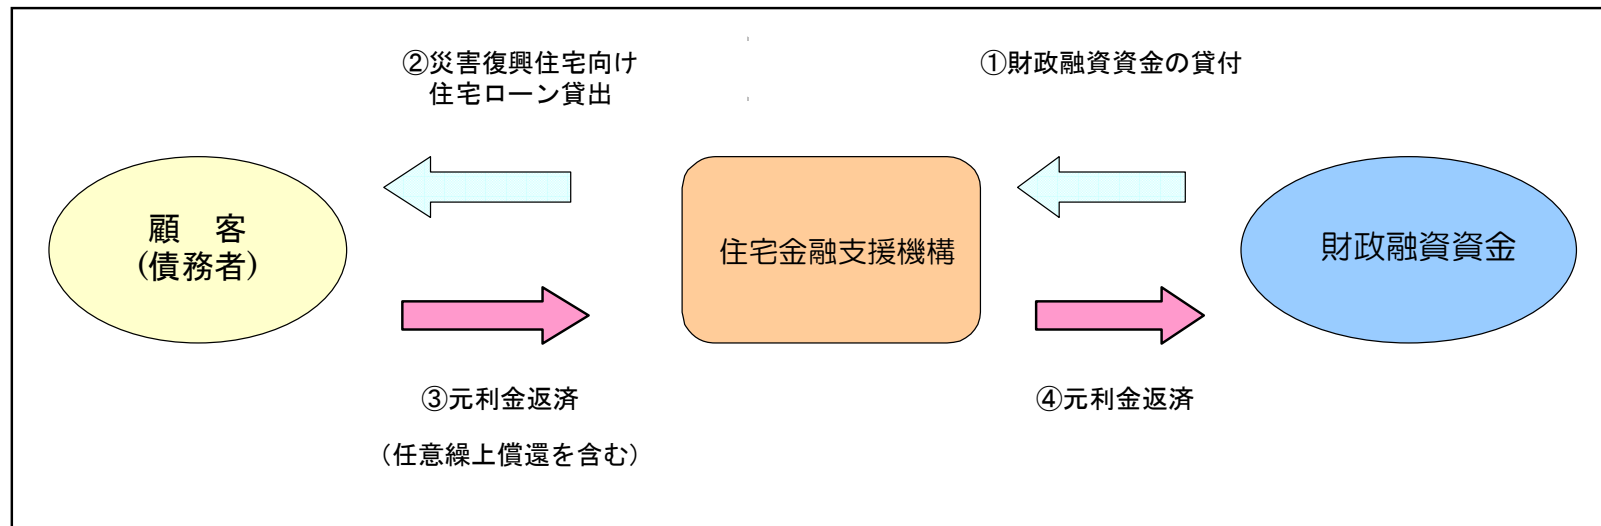 ②災害復興住宅向け
住宅ローン貸出
①財政融資資金の貸付
顧　客
(債務者)
住宅金融支援機構
財政融資資金
③元利金返済
（任意繰上償還を含む）
④元利金返済